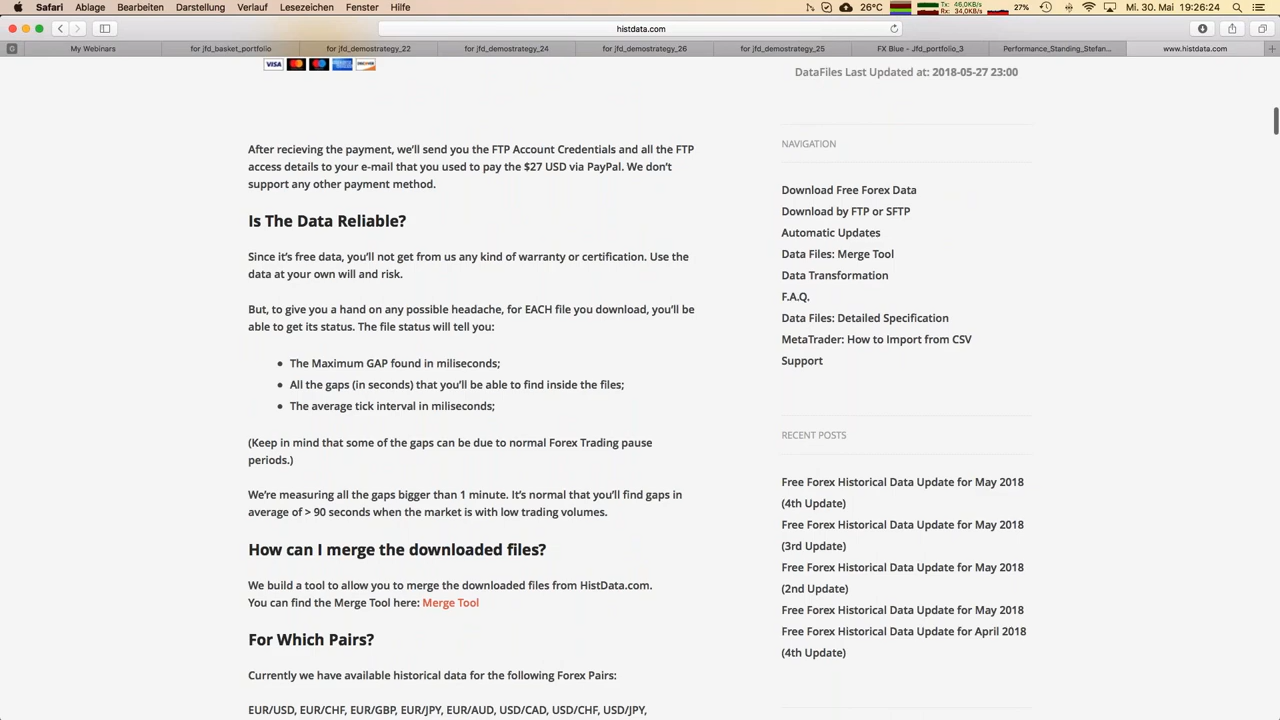 Safari Ablage Bearbeiten Darstellung Verlauf Lesezeichen Fenster Hilfe 26°C Tx: 46,0KB/s Rx: 34,0KB/s 27% Mi. 30. Mai 19:26:24
histdata.com
My Webinars for jfd_basket_portfolio for jfd_demostrategy_22 for jfd_demostrategy_24 for jfd_demostrategy_26 for jfd_demostrategy_25 FX Blue - Jfd_portfolio_3 Performance_Standing_Stefan... www.histdata.com
VISA DISCOVER
DataFiles Last Updated at: 2018-05-27 23:00
After recieving the payment, we'll send you the FTP Account Credentials and all the FTP
access details to your e-mail that you used to pay the $27 USD via PayPal. We don't
support any other payment method.
Is The Data Reliable?
Since it's free data, you'll not get from us any kind of warranty or certification. Use the
data at your own will and risk.
But, to give you a hand on any possible headache, for EACH file you download, you'll be
able to get its status. The file status will tell you:
The Maximum GAP found in miliseconds;
All the gaps (in seconds) that you'll be able to find inside the files;
The average tick interval in miliseconds;
(Keep in mind that some of the gaps can be due to normal Forex Trading pause
periods.)
We're measuring all the gaps bigger than 1 minute. It's normal that you'll find gaps in
average of > 90 seconds when the market is with low trading volumes.
How can I merge the downloaded files?
We build a tool to allow you to merge the downloaded files from HistData.com.
You can find the Merge Tool here: Merge Tool
For Which Pairs?
Currently we have available historical data for the following Forex Pairs:
EUR/USD, EUR/CHF, EUR/GBP, EUR/JPY, EUR/AUD, USD/CAD, USD/CHF, USD/JPY,
NAVIGATION
Download Free Forex Data
Download by FTP or SFTP
Automatic Updates
Data Files: Merge Tool
Data Transformation
F.A.Q.
Data Files: Detailed Specification
MetaTrader: How to Import from CSV
Support
RECENT POSTS
Free Forex Historical Data Update for May 2018
(4th Update)
Free Forex Historical Data Update for May 2018
(3rd Update)
Free Forex Historical Data Update for May 2018
(2nd Update)
Free Forex Historical Data Update for May 2018
Free Forex Historical Data Update for April 2018
(4th Update)